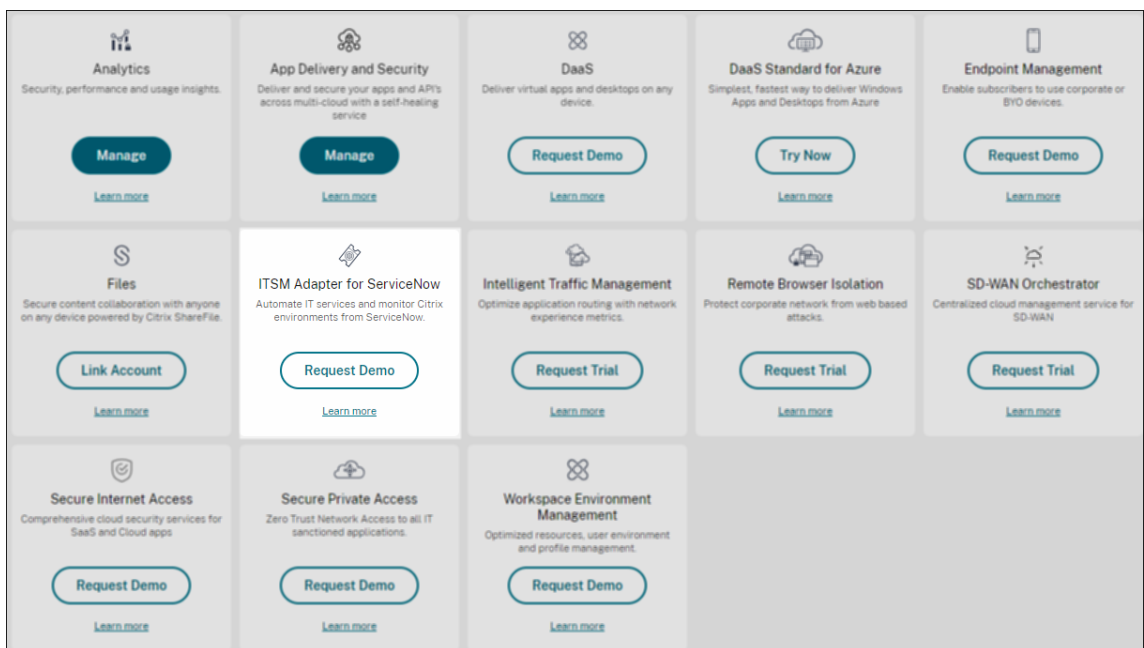 Analytics
Security, performance and usage insights.
Manage
Learn more
App Delivery and Security
Deliver and secure your apps and API's
across multi-cloud with a self-healing
service
Manage
Learn more
DaaS
Deliver virtual apps and desktops on any
device.
Request Demo
Learn more
DaaS Standard for Azure
Simplest, fastest way to deliver Windows
Apps and Desktops from Azure
Try Now
Learn more
Endpoint Management
Enable subscribers to use corporate or
BYO devices.
Request Demo
Learn more
Files
Secure content collaboration with anyone
on any device powered by Citrix ShareFile.
Link Account
Learn more
ITSM Adapter for ServiceNow
Automate IT services and monitor Citrix
environments from ServiceNow.
Request Demo
Learn more
Intelligent Traffic Management
Optimize application routing with network
experience metrics.
Request Trial
Learn more
Remote Browser Isolation
Protect corporate network from web based
attacks.
Request Trial
Learn more
SD-WAN Orchestrator
Centralized cloud management service for
SD-WAN
Request Trial
Learn more
Secure Internet Access
Comprehensive cloud security services for
SaaS and Cloud apps
Request Demo
Learn more
Secure Private Access
Zero Trust Network Access to all IT
sanctioned applications.
Request Demo
Learn more
Workspace Environment
Management
Optimized resources, user environment
and profile management.
Request Demo
Learn more